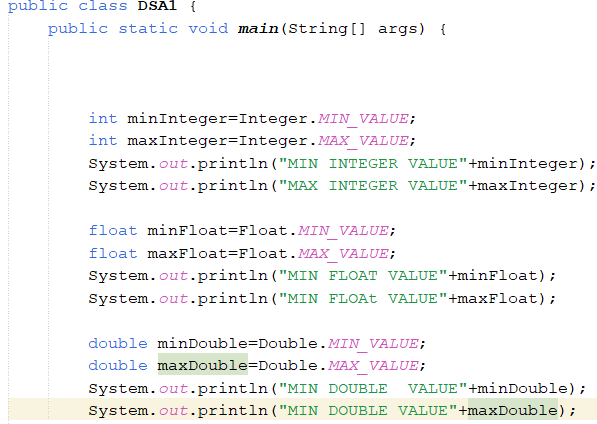 public class DSA1 {
public static void main(String[] args) {
int minInteger=Integer.MIN_VALUE;
int maxInteger=Integer.MAX_VALUE;
System.out.println("MIN INTEGER VALUE"+minInteger);
System.out.println("MAX INTEGER VALUE"+maxInteger);
float minFloat=Float.MIN_VALUE;
float maxFloat=Float.MAX_VALUE;
System.out.println("MIN FLOAT VALUE"+minFloat);
System.out.println("MIN FLOAt VALUE"+maxFloat);
double minDouble=Double.MIN_VALUE;
double maxDouble=Double.MAX_VALUE;
System.out.println("MIN DOUBLE  VALUE"+minDouble);
System.out.println("MIN DOUBLE VALUE"+maxDouble);